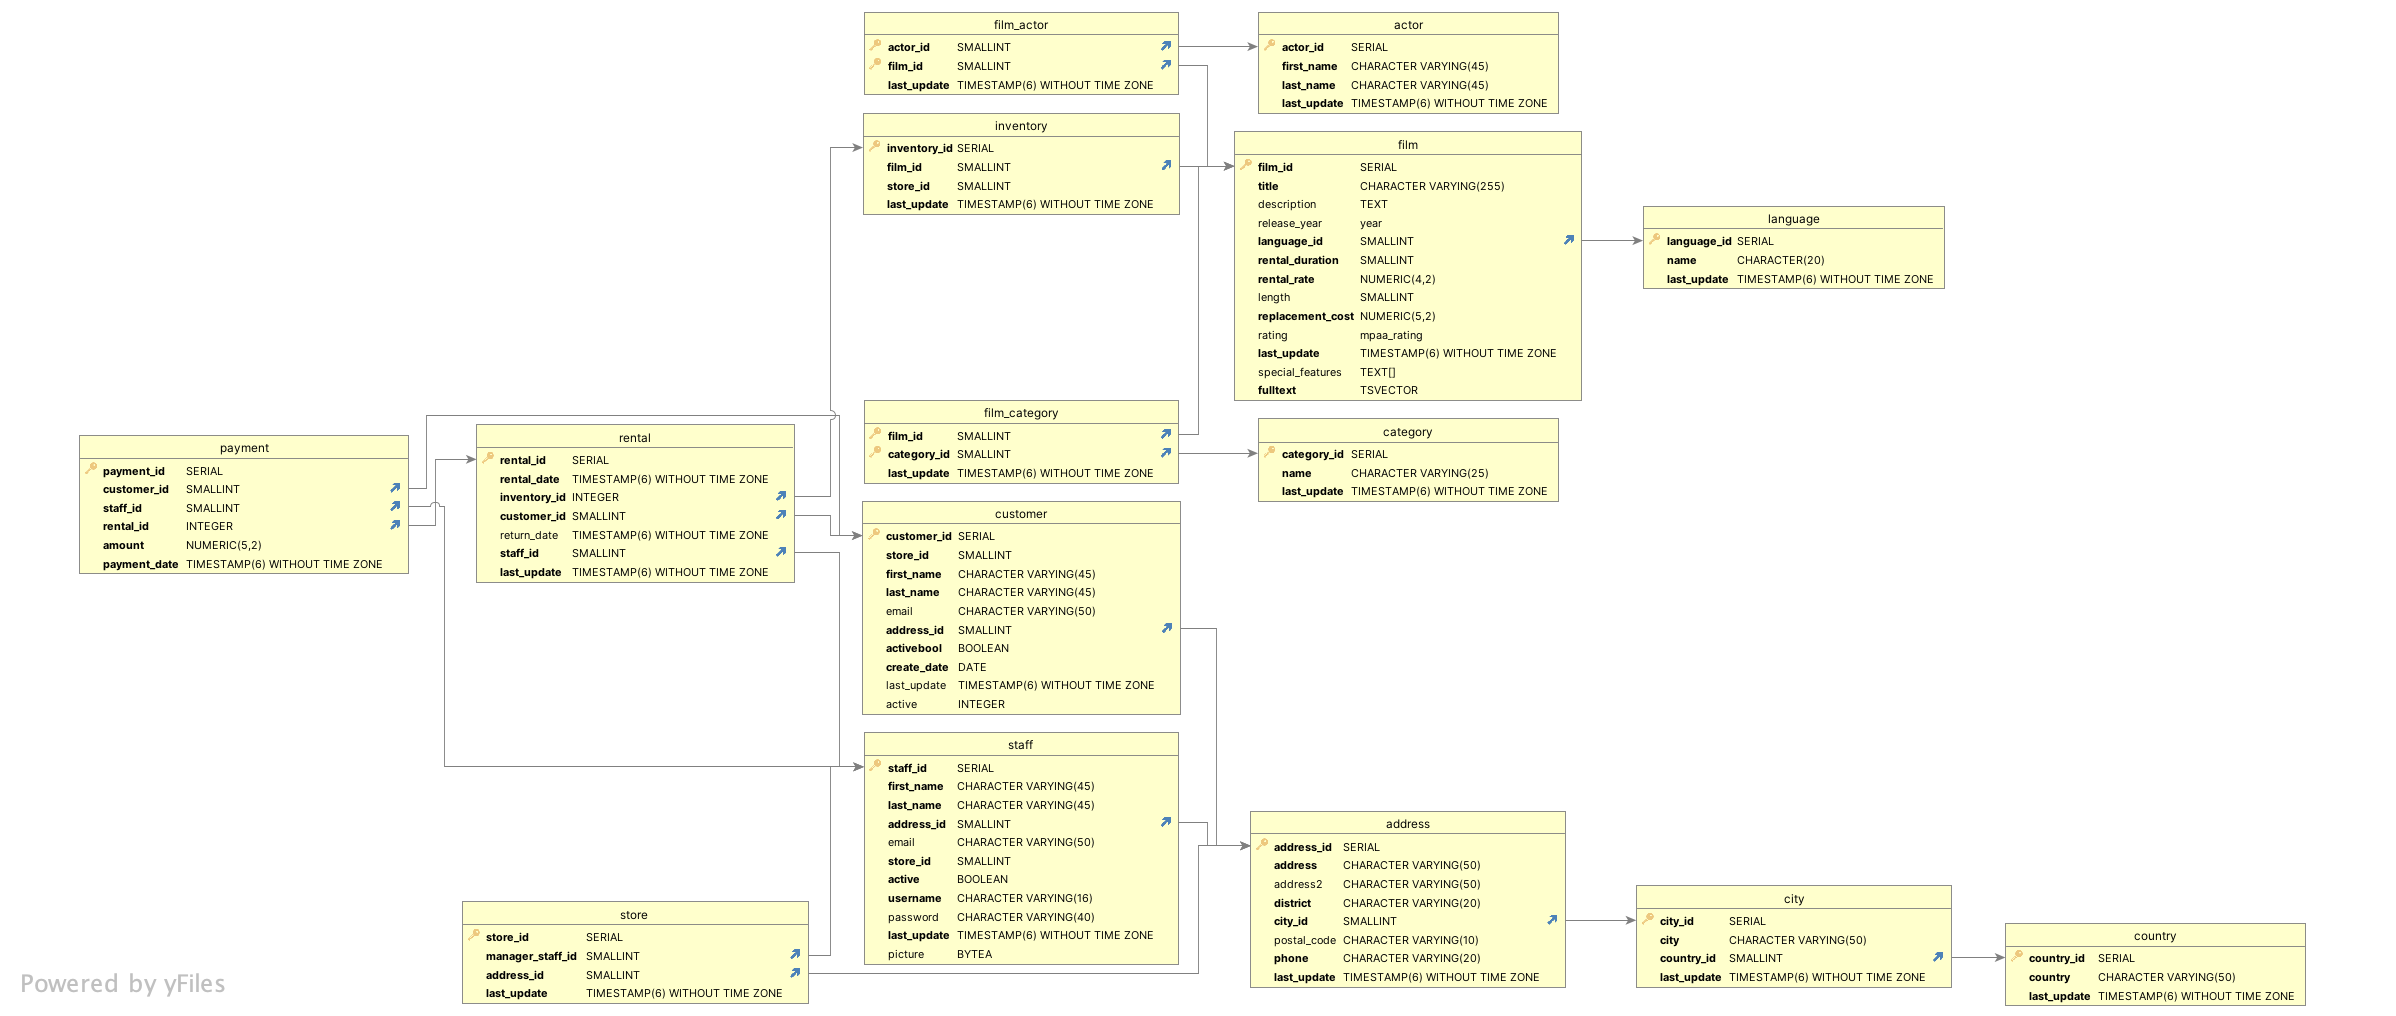 film_actor
actor_id SMALLINT
film_id SMALLINT
last_update TIMESTAMP(6) WITHOUT TIME ZONE
actor
actor_id SERIAL
first_name CHARACTER VARYING(45)
last_name CHARACTER VARYING(45)
last_update TIMESTAMP(6) WITHOUT TIME ZONE
inventory
inventory_id SERIAL
film_id SMALLINT
store_id SMALLINT
last_update TIMESTAMP(6) WITHOUT TIME ZONE
film
film_id SERIAL
title CHARACTER VARYING(255)
description TEXT
release_year year
language_id SMALLINT
rental_duration SMALLINT
rental_rate NUMERIC(4,2)
length SMALLINT
replacement_cost NUMERIC(5,2)
rating mpaa_rating
last_update TIMESTAMP(6) WITHOUT TIME ZONE
special_features TEXT[]
fulltext TSVECTOR
language
language_id SERIAL
name CHARACTER(20)
last_update TIMESTAMP(6) WITHOUT TIME ZONE
film_category
film_id SMALLINT
category_id SMALLINT
last_update TIMESTAMP(6) WITHOUT TIME ZONE
category
category_id SERIAL
name CHARACTER VARYING(25)
last_update TIMESTAMP(6) WITHOUT TIME ZONE
payment
payment_id SERIAL
customer_id SMALLINT
staff_id SMALLINT
rental_id INTEGER
amount NUMERIC(5,2)
payment_date TIMESTAMP(6) WITHOUT TIME ZONE
rental
rental_id SERIAL
rental_date TIMESTAMP(6) WITHOUT TIME ZONE
inventory_id INTEGER
customer_id SMALLINT
return_date TIMESTAMP(6) WITHOUT TIME ZONE
staff_id SMALLINT
last_update TIMESTAMP(6) WITHOUT TIME ZONE
customer
customer_id SERIAL
store_id SMALLINT
first_name CHARACTER VARYING(45)
last_name CHARACTER VARYING(45)
email CHARACTER VARYING(50)
address_id SMALLINT
activebool BOOLEAN
create_date DATE
last_update TIMESTAMP(6) WITHOUT TIME ZONE
active INTEGER
staff
staff_id SERIAL
first_name CHARACTER VARYING(45)
last_name CHARACTER VARYING(45)
address_id SMALLINT
email CHARACTER VARYING(50)
store_id SMALLINT
active BOOLEAN
username CHARACTER VARYING(16)
password CHARACTER VARYING(40)
last_update TIMESTAMP(6) WITHOUT TIME ZONE
picture BYTEA
address
address_id SERIAL
address CHARACTER VARYING(50)
address2 CHARACTER VARYING(50)
district CHARACTER VARYING(20)
city_id SMALLINT
postal_code CHARACTER VARYING(10)
phone CHARACTER VARYING(20)
last_update TIMESTAMP(6) WITHOUT TIME ZONE
store
store_id SERIAL
manager_staff_id SMALLINT
address_id SMALLINT
last_update TIMESTAMP(6) WITHOUT TIME ZONE
city
city_id SERIAL
city CHARACTER VARYING(50)
country_id SMALLINT
last_update TIMESTAMP(6) WITHOUT TIME ZONE
country
country_id SERIAL
country CHARACTER VARYING(50)
last_update TIMESTAMP(6) WITHOUT TIME ZONE
Powered by yFiles